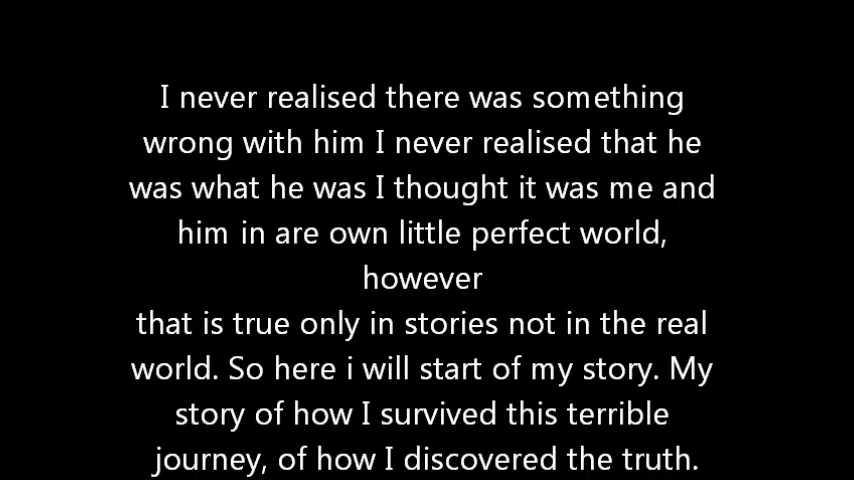 I never realised there was something
wrong with him I never realised that he
was what he was I thought it was me and
him in are own little perfect world,
however
that is true only in stories not in the real
world. So here i will start of my story. My
story of how I survived this terrible
journey, of how I discovered the truth.